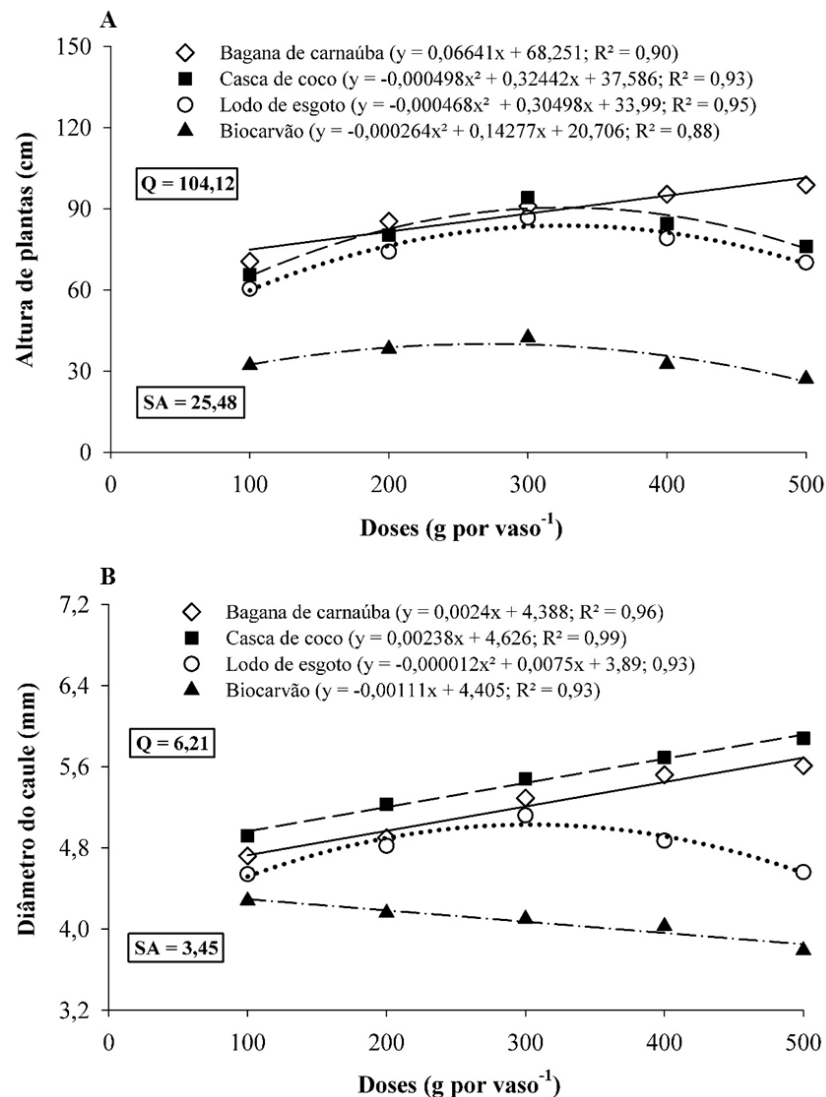 A
150
120
90
60
30
0
Altura de plantas (cm)
Bagana de carnaúba (y = 0,06641x + 68,251; R² = 0,90)
Casca de coco (y = -0,000498x² + 0,32442x + 37,586; R² = 0,93)
Lodo de esgoto (y = -0,000468x² + 0,30498x + 33,99; R² = 0,95)
Biocarvão (y = -0,000264x² + 0,14277x + 20,706; R² = 0,88)
Q = 104,12
SA = 25,48
0 100 200 300 400 500
Doses (g por vaso⁻¹)
B
7,2
6,4
5,6
4,8
4,0
3,2
Diâmetro do caule (mm)
Bagana de carnaúba (y = 0,0024x + 4,388; R² = 0,96)
Casca de coco (y = 0,00238x + 4,626; R² = 0,99)
Lodo de esgoto (y = -0,000012x² + 0,0075x + 3,89; 0,93)
Biocarvão (y = -0,00111x + 4,405; R² = 0,93)
Q = 6,21
SA = 3,45
0 100 200 300 400 500
Doses (g por vaso⁻¹)